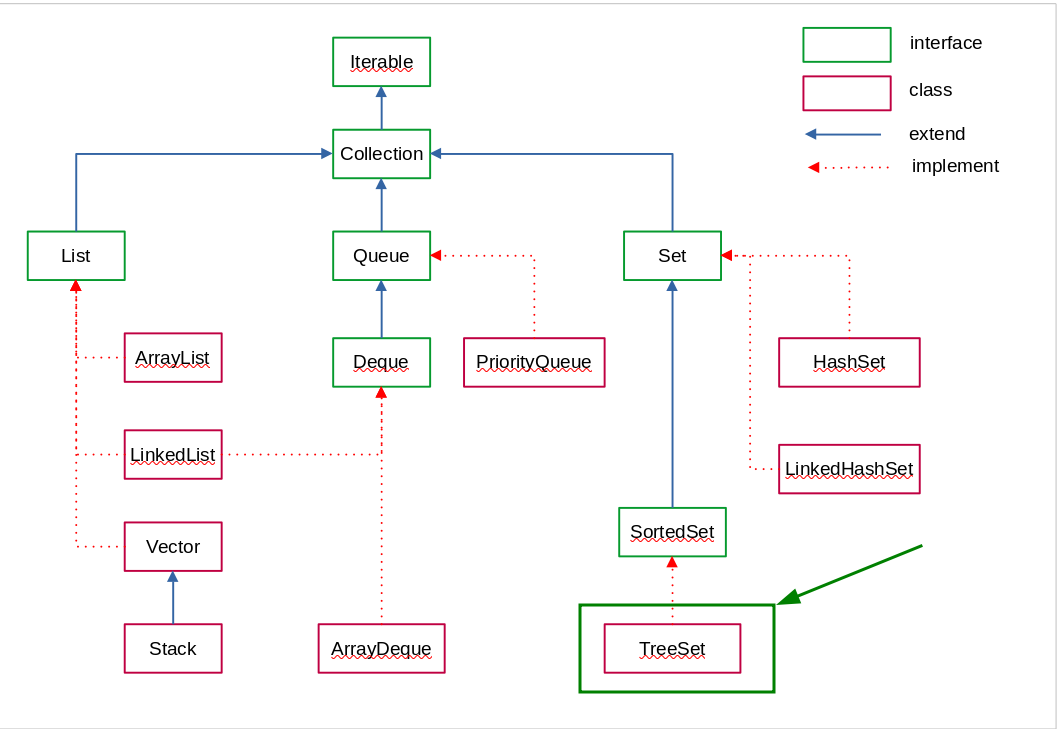 Iterable
interface
class
Collection
extend
implement
List
Queue
Set
ArrayList
Deque
PriorityQueue
HashSet
LinkedList
LinkedHashSet
SortedSet
Vector
Stack
ArrayDeque
TreeSet